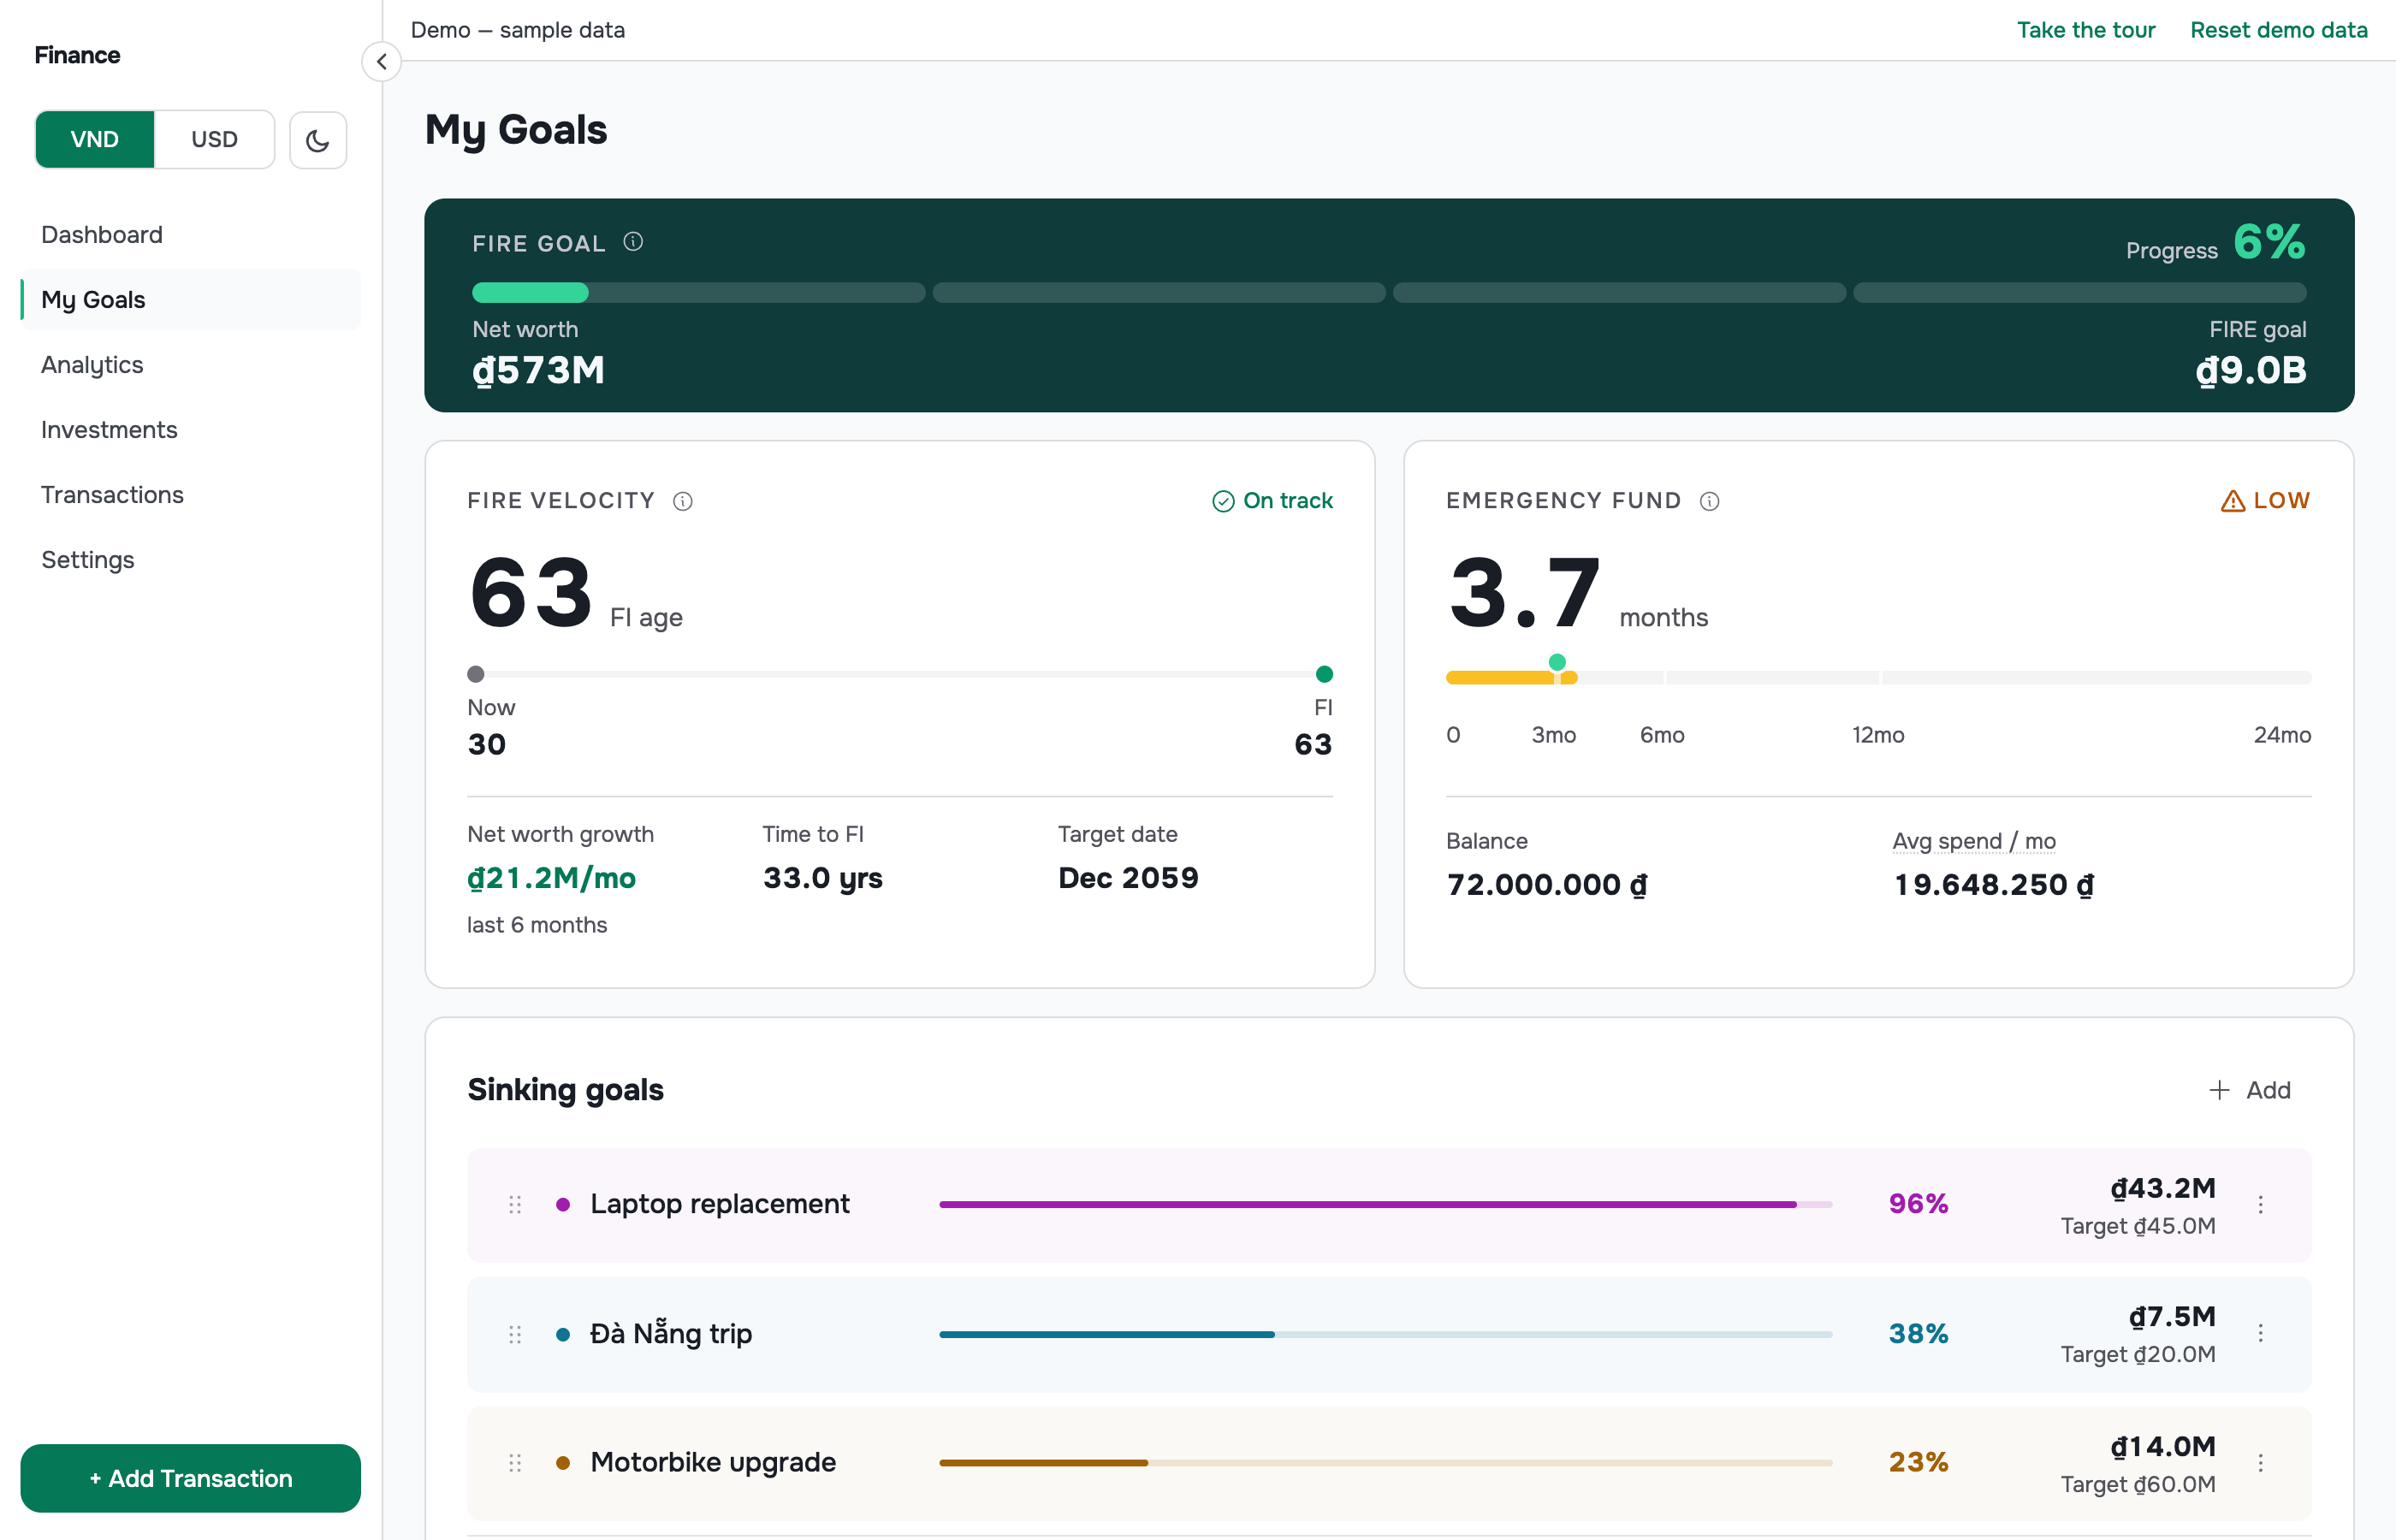 Finance
VND
USD
Dashboard
My Goals
Analytics
Investments
Transactions
Settings
+ Add Transaction
Demo — sample data
Take the tour
Reset demo data
My Goals
FIRE GOAL
Progress 6%
Net worth
₫573M
FIRE goal
₫9.0B
FIRE VELOCITY
On track
63 FI age
Now
30
FI
63
Net worth growth
₫21.2M/mo
last 6 months
Time to FI
33.0 yrs
Target date
Dec 2059
EMERGENCY FUND
LOW
3.7 months
0 3mo 6mo 12mo 24mo
Balance
72.000.000 ₫
Avg spend / mo
19.648.250 ₫
Sinking goals
+ Add
Laptop replacement
96%
₫43.2M
Target ₫45.0M
Đà Nẵng trip
38%
₫7.5M
Target ₫20.0M
Motorbike upgrade
23%
₫14.0M
Target ₫60.0M